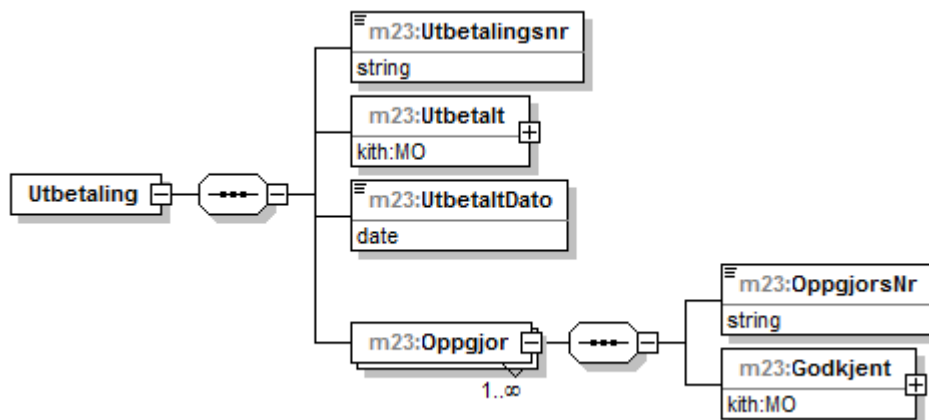 m23:Utbetalingsnr
string
m23:Utbetalt
kith:MO
Utbetaling
m23:UtbetaltDato
date
m23:Oppgjor
1..∞
m23:OppgjorsNr
string
m23:Godkjent
kith:MO